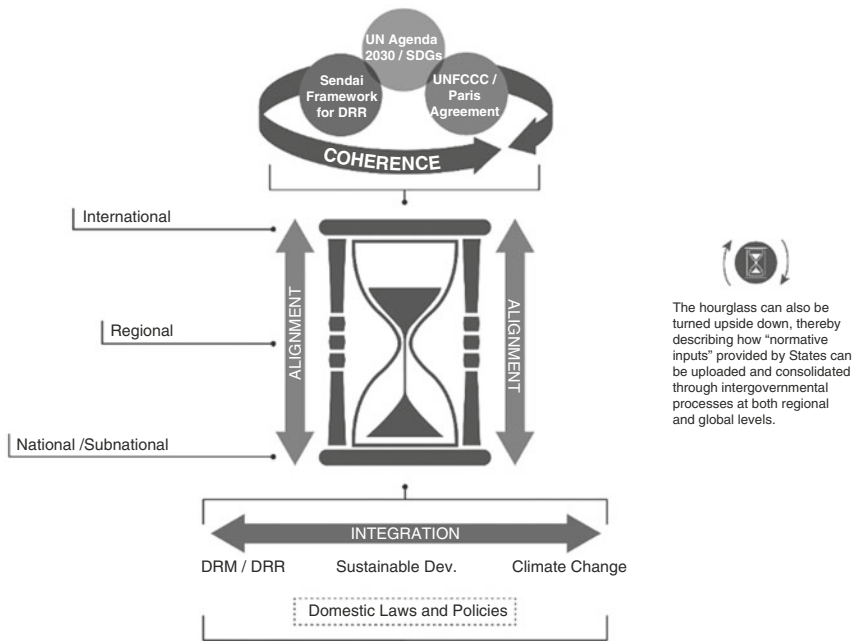 UN Agenda
2030 / SDGs
Sendai
Framework
for DRR
UNFCCC /
Paris
Agreement
COHERENCE
International
Regional
National /Subnational
ALIGNMENT
ALIGNMENT
The hourglass can also be
turned upside down, thereby
describing how “normative
inputs” provided by States can
be uploaded and consolidated
through intergovernmental
processes at both regional
and global levels.
INTEGRATION
DRM / DRR
Sustainable Dev.
Climate Change
Domestic Laws and Policies